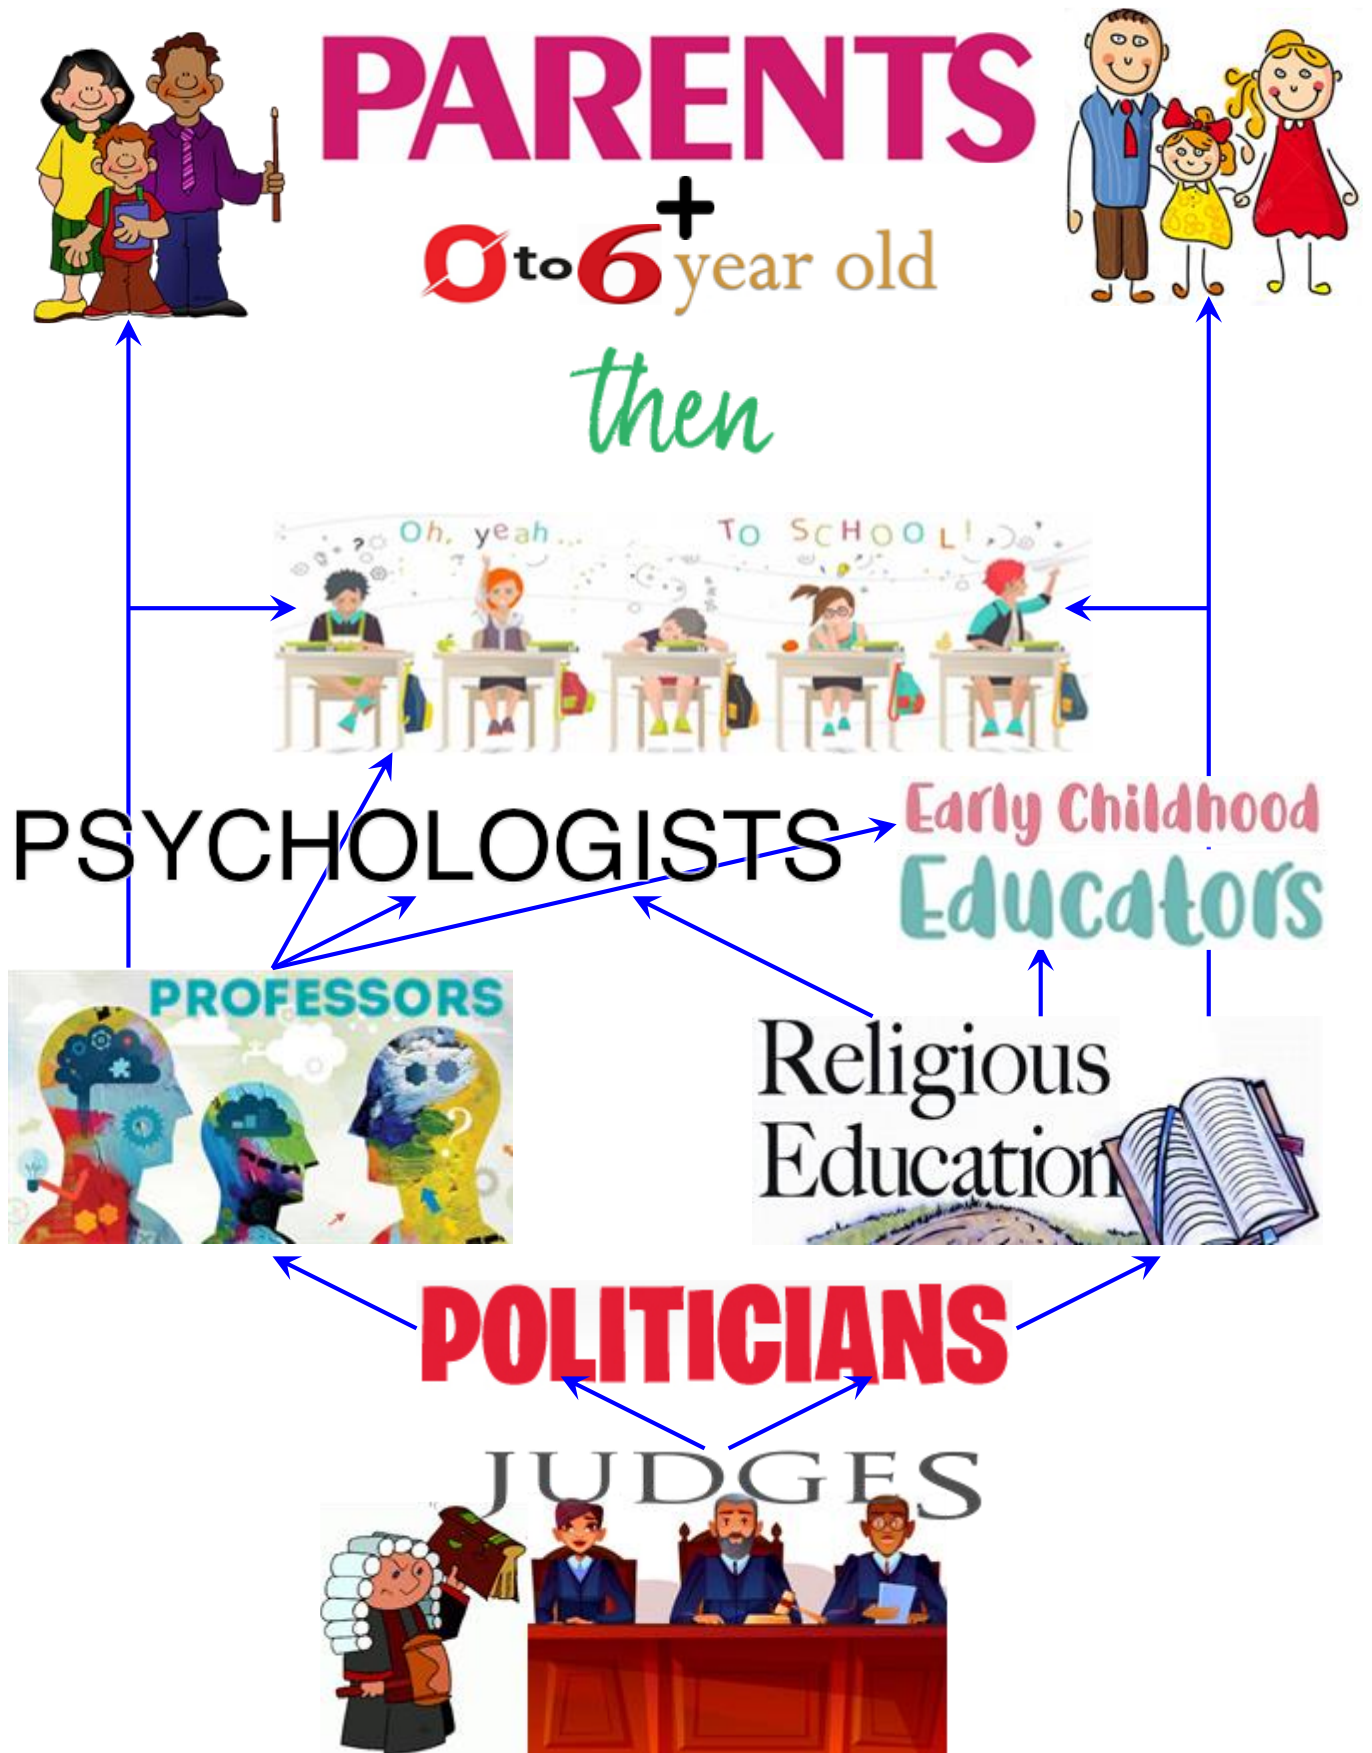 PARENTS
+
0 to 6 year old
then
Oh, yeah... TO SCHOOL!
PSYCHOLOGISTS
Early Childhood
Educators
PROFESSORS
Religious
Education
POLITICIANS
JUDGES